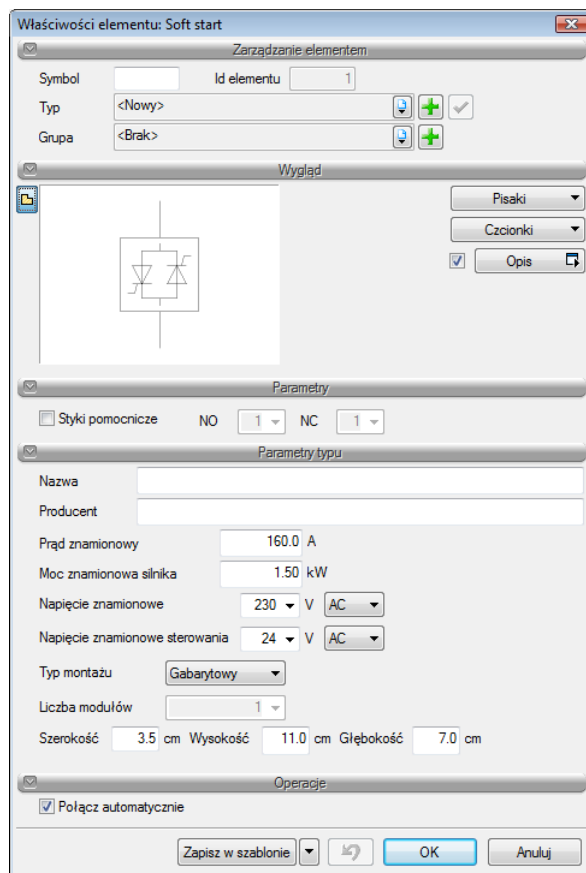 Właściwości elementu: Soft start
Zarządzanie elementem
Symbol Id elementu 1
Typ <Nowy>
Grupa <Brak>
Wygląd
Pisaki
Czcionki
Opis
Parametry
Styki pomocnicze NO 1 NC 1
Parametry typu
Nazwa
Producent
Prąd znamionowy 160.0 A
Moc znamionowa silnika 1.50 kW
Napięcie znamionowe 230 V AC
Napięcie znamionowe sterowania 24 V AC
Typ montażu Gabarytowy
Liczba modułów 1
Szerokość 3.5 cm Wysokość 11.0 cm Głębokość 7.0 cm
Operacje
Połącz automatycznie
Zapisz w szablonie OK Anuluj